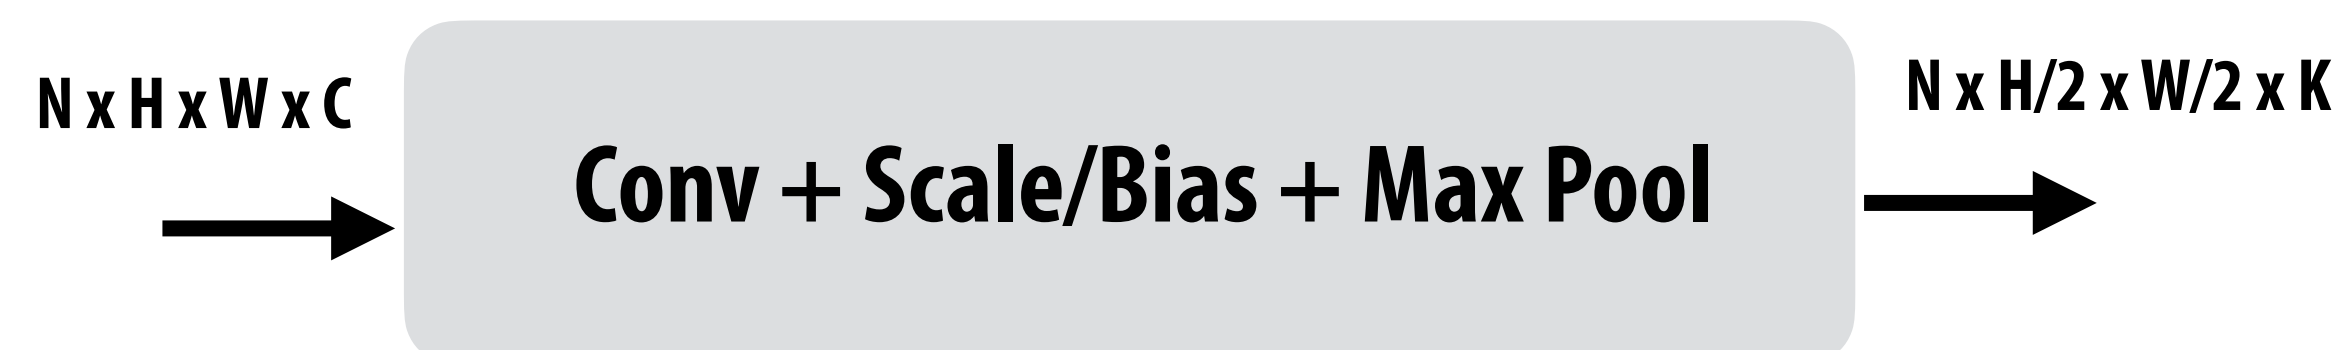 N x H x W x C
Conv + Scale/Bias + Max Pool
N x H/2 x W/2 x K